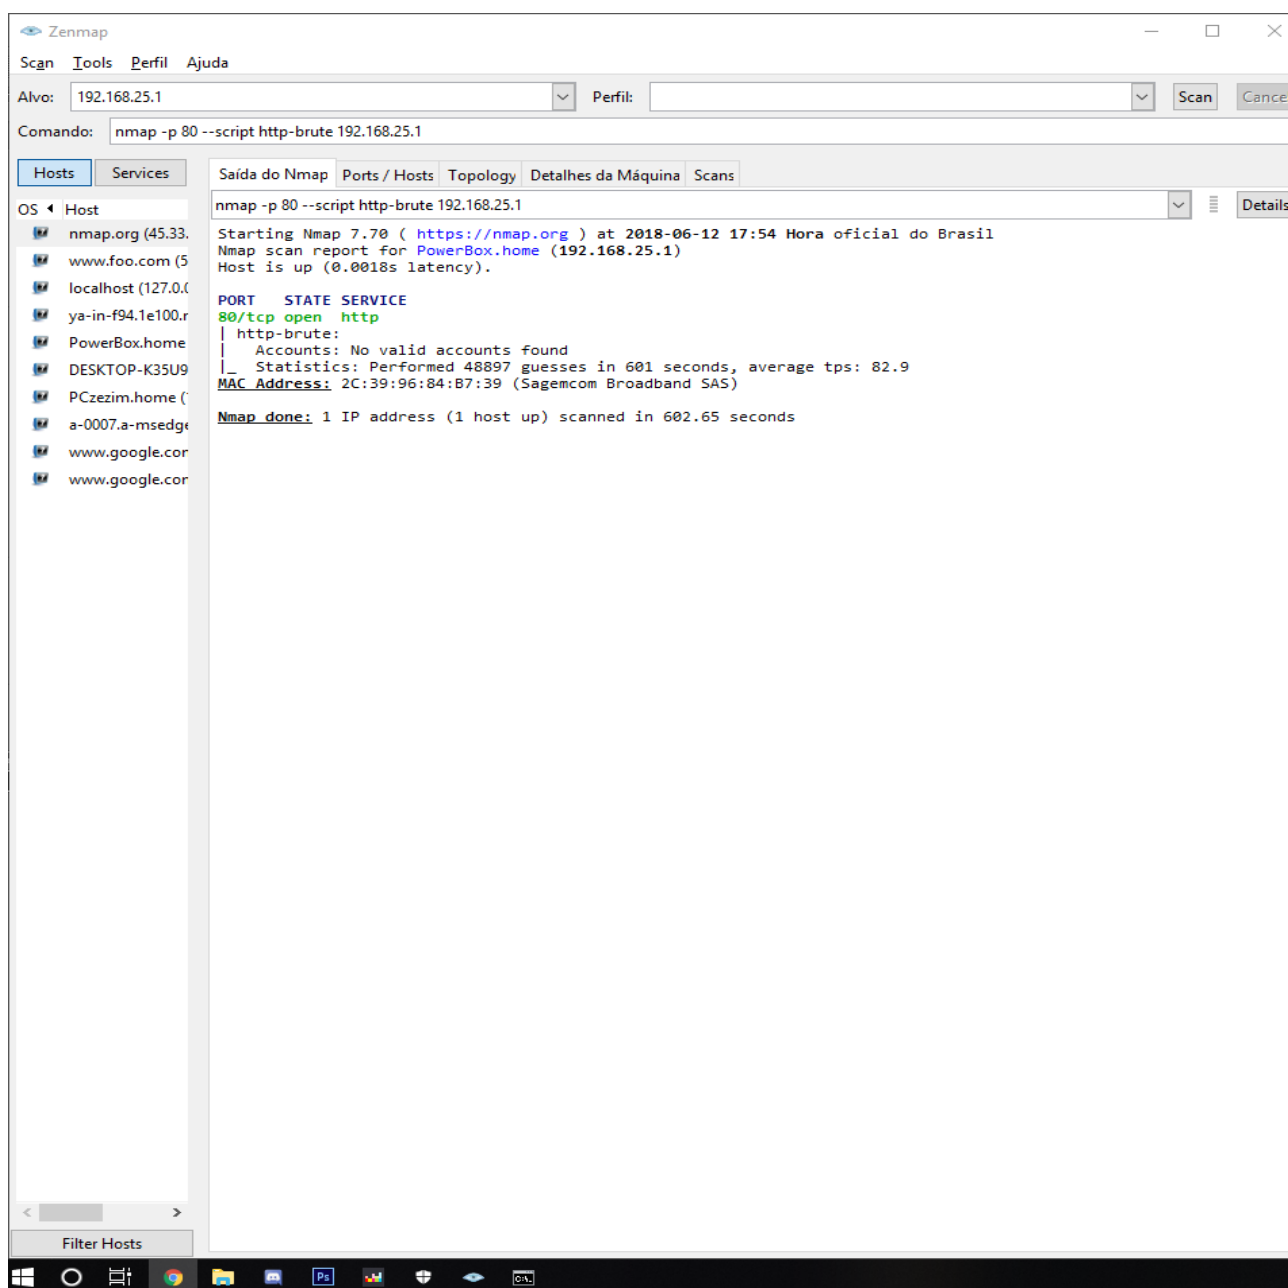 Zenmap
Scan Tools Perfil Ajuda
Alvo: 192.168.25.1 Perfil: Scan Cance
Comando: nmap -p 80 --script http-brute 192.168.25.1
Hosts Services Saída do Nmap Ports / Hosts Topology Detalhes da Máquina Scans
OS Host
nmap -p 80 --script http-brute 192.168.25.1 Details
nmap.org (45.33.
www.foo.com (5
localhost (127.0.0
ya-in-f94.1e100.r
PowerBox.home
DESKTOP-K35U9
PCzezim.home (
a-0007.a-msedge
www.google.cor
www.google.cor
Starting Nmap 7.70 ( https://nmap.org ) at 2018-06-12 17:54 Hora oficial do Brasil
Nmap scan report for PowerBox.home (192.168.25.1)
Host is up (0.0018s latency).
PORT STATE SERVICE
80/tcp open http
| http-brute:
| Accounts: No valid accounts found
|_ Statistics: Performed 48897 guesses in 601 seconds, average tps: 82.9
MAC Address: 2C:39:96:84:B7:39 (Sagemcom Broadband SAS)
Nmap done: 1 IP address (1 host up) scanned in 602.65 seconds
Filter Hosts
Ps
C:\.